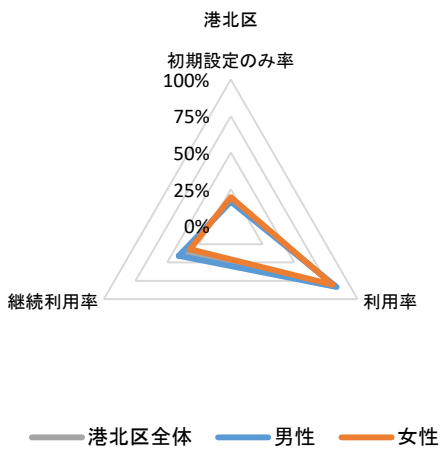 港北区
初期設定のみ率
100%
75%
50%
25%
0%
継続利用率
利用率
港北区全体
男性
女性